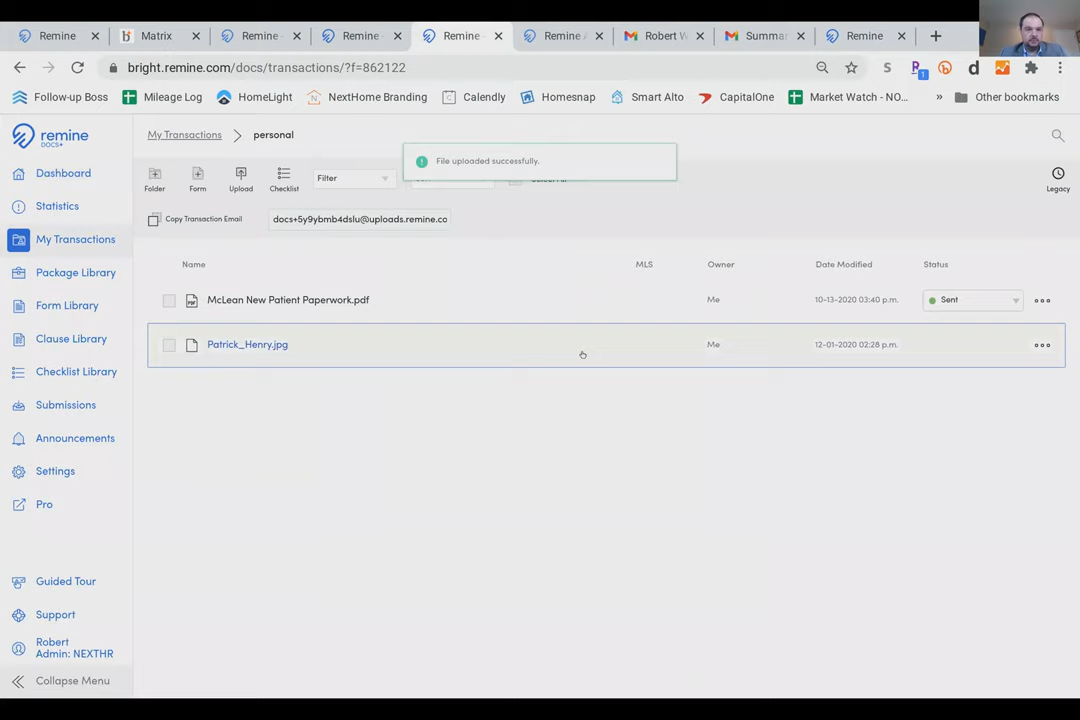 Remine
Matrix
Remine -
Remine -
Remine -
Remine A
Robert W
Summar
Remine
bright.remine.com/docs/transactions/?f=862122
Follow-up Boss
Mileage Log
HomeLight
NextHome Branding
Calendly
Homesnap
Smart Alto
CapitalOne
Market Watch - NO...
»
Other bookmarks
remine
DOCS+
My Transactions
personal
File uploaded successfully.
Folder
Form
Upload
Checklist
Filter
Legacy
Copy Transaction Email
docs+5y9ybmb4dslu@uploads.remine.co
Dashboard
Statistics
My Transactions
Package Library
Form Library
Clause Library
Checklist Library
Submissions
Announcements
Settings
Pro
Guided Tour
Support
Robert
Admin: NEXTHR
Collapse Menu
Name
MLS
Owner
Date Modified
Status
McLean New Patient Paperwork.pdf
Me
10-13-2020 03:40 p.m.
Sent
Patrick_Henry.jpg
Me
12-01-2020 02:28 p.m.